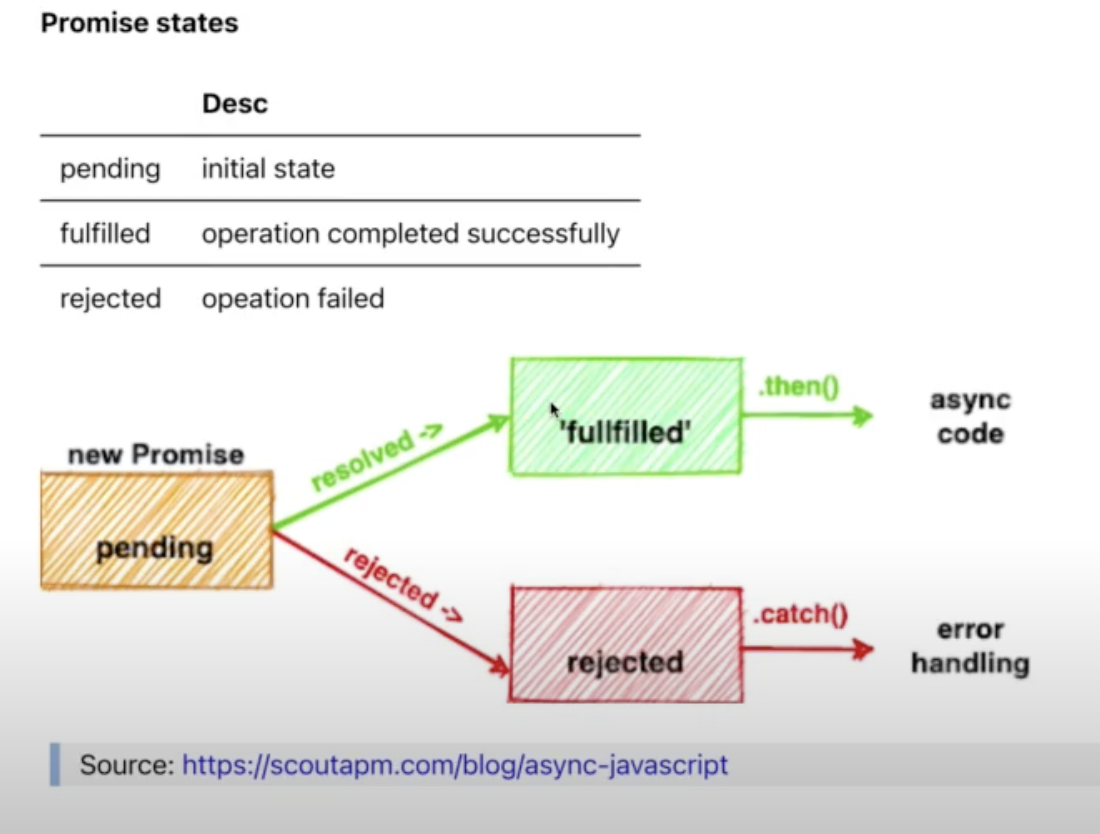 Promise states
Desc
pending initial state
fulfilled operation completed successfully
rejected opeation failed
new Promise
pending
resolved ->
'fullfilled'
.then()
async
code
rejected ->
rejected
.catch()
error
handling
Source: https://scoutapm.com/blog/async-javascript